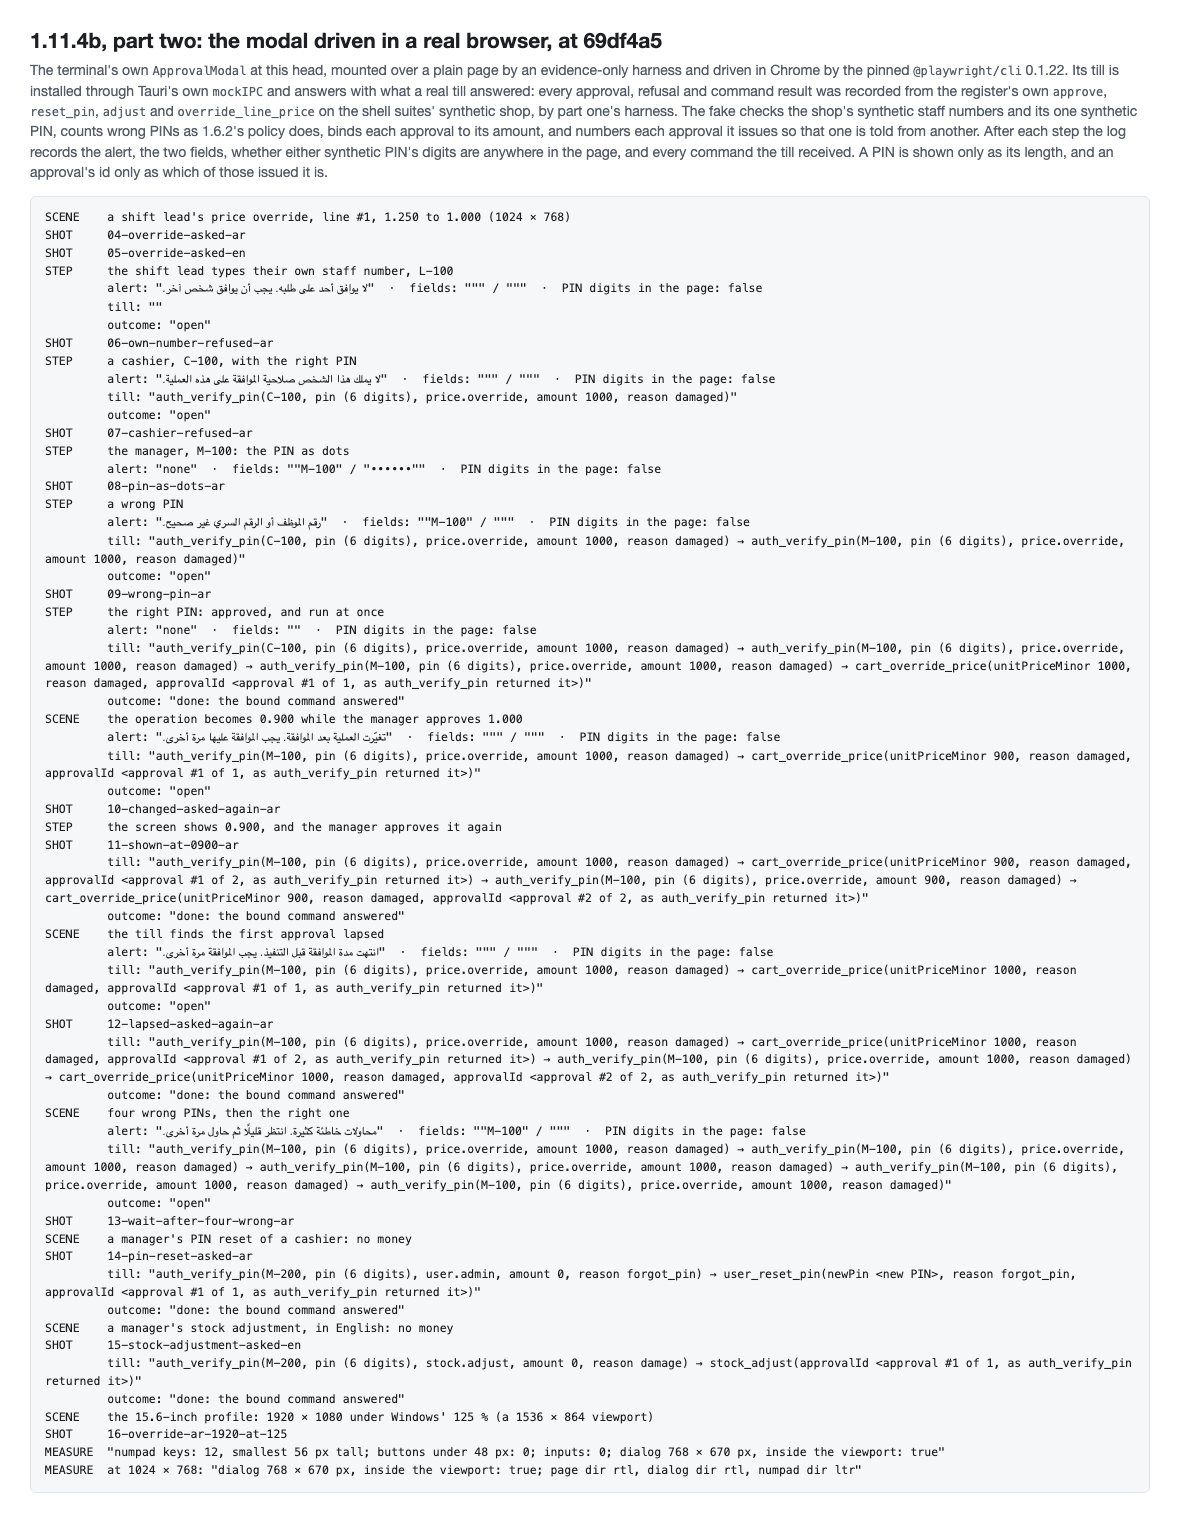 1.11.4b, part two: the modal driven in a real browser, at 69df4a5
The terminal's own ApprovalModal at this head, mounted over a plain page by an evidence-only harness and driven in Chrome by the pinned @playwright/cli 0.1.22. Its till is
installed through Tauri's own mockIPC and answers with what a real till answered: every approval, refusal and command result was recorded from the register's own approve,
reset_pin, adjust and override_line_price on the shell suites' synthetic shop, by part one's harness. The fake checks the shop's synthetic staff numbers and its one synthetic
PIN, counts wrong PINs as 1.6.2's policy does, binds each approval to its amount, and numbers each approval it issues so that one is told from another. After each step the log
records the alert, the two fields, whether either synthetic PIN's digits are anywhere in the page, and every command the till received. A PIN is shown only as its length, and an
approval's id only as which of those issued it is.
SCENE a shift lead's price override, line #1, 1.250 to 1.000 (1024 × 768)
SHOT 04-override-asked-ar
SHOT 05-override-asked-en
STEP the shift lead types their own staff number, L-100
alert: "لا يوافق أحد على طلبه. يجب أن يوافق شخص آخر." · fields: """ / """ · PIN digits in the page: false
till: ""
outcome: "open"
SHOT 06-own-number-refused-ar
STEP a cashier, C-100, with the right PIN
alert: "لا يملك هذا الشخص صلاحية الموافقة على هذه العملية." · fields: """ / """ · PIN digits in the page: false
till: "auth_verify_pin(C-100, pin (6 digits), price.override, amount 1000, reason damaged)"
outcome: "open"
SHOT 07-cashier-refused-ar
STEP the manager, M-100: the PIN as dots
alert: "none" · fields: ""M-100" / "••••••"" · PIN digits in the page: false
SHOT 08-pin-as-dots-ar
STEP a wrong PIN
alert: "رقم الموظف أو الرقم السري غير صحيح." · fields: ""M-100" / """ · PIN digits in the page: false
till: "auth_verify_pin(C-100, pin (6 digits), price.override, amount 1000, reason damaged) → auth_verify_pin(M-100, pin (6 digits), price.override,
amount 1000, reason damaged)"
outcome: "open"
SHOT 09-wrong-pin-ar
STEP the right PIN: approved, and run at once
alert: "none" · fields: "" · PIN digits in the page: false
till: "auth_verify_pin(C-100, pin (6 digits), price.override, amount 1000, reason damaged) → auth_verify_pin(M-100, pin (6 digits), price.override,
amount 1000, reason damaged) → auth_verify_pin(M-100, pin (6 digits), price.override, amount 1000, reason damaged) → cart_override_price(unitPriceMinor 1000,
reason damaged, approvalId <approval #1 of 1, as auth_verify_pin returned it>)"
outcome: "done: the bound command answered"
SCENE the operation becomes 0.900 while the manager approves 1.000
alert: "تغيّرت العملية بعد الموافقة. يجب الموافقة عليها مرة أخرى." · fields: """ / """ · PIN digits in the page: false
till: "auth_verify_pin(M-100, pin (6 digits), price.override, amount 1000, reason damaged) → cart_override_price(unitPriceMinor 900, reason damaged,
approvalId <approval #1 of 1, as auth_verify_pin returned it>)"
outcome: "open"
SHOT 10-changed-asked-again-ar
STEP the screen shows 0.900, and the manager approves it again
SHOT 11-shown-at-0900-ar
till: "auth_verify_pin(M-100, pin (6 digits), price.override, amount 1000, reason damaged) → cart_override_price(unitPriceMinor 900, reason damaged,
approvalId <approval #1 of 2, as auth_verify_pin returned it>) → auth_verify_pin(M-100, pin (6 digits), price.override, amount 900, reason damaged) →
cart_override_price(unitPriceMinor 900, reason damaged, approvalId <approval #2 of 2, as auth_verify_pin returned it>)"
outcome: "done: the bound command answered"
SCENE the till finds the first approval lapsed
alert: "انتهت مدة الموافقة قبل التنفيذ. يجب الموافقة مرة أخرى." · fields: """ / """ · PIN digits in the page: false
till: "auth_verify_pin(M-100, pin (6 digits), price.override, amount 1000, reason damaged) → cart_override_price(unitPriceMinor 1000, reason
damaged, approvalId <approval #1 of 1, as auth_verify_pin returned it>)"
outcome: "open"
SHOT 12-lapsed-asked-again-ar
till: "auth_verify_pin(M-100, pin (6 digits), price.override, amount 1000, reason damaged) → cart_override_price(unitPriceMinor 1000, reason
damaged, approvalId <approval #1 of 2, as auth_verify_pin returned it>) → auth_verify_pin(M-100, pin (6 digits), price.override, amount 1000, reason damaged)
→ cart_override_price(unitPriceMinor 1000, reason damaged, approvalId <approval #2 of 2, as auth_verify_pin returned it>)"
outcome: "done: the bound command answered"
SCENE four wrong PINs, then the right one
alert: "محاولات خاطئة كثيرة. انتظر قليلًا ثم حاول مرة أخرى." · fields: ""M-100" / """ · PIN digits in the page: false
till: "auth_verify_pin(M-100, pin (6 digits), price.override, amount 1000, reason damaged) → auth_verify_pin(M-100, pin (6 digits), price.override,
amount 1000, reason damaged) → auth_verify_pin(M-100, pin (6 digits), price.override, amount 1000, reason damaged) → auth_verify_pin(M-100, pin (6 digits),
price.override, amount 1000, reason damaged) → auth_verify_pin(M-100, pin (6 digits), price.override, amount 1000, reason damaged)"
outcome: "open"
SHOT 13-wait-after-four-wrong-ar
SCENE a manager's PIN reset of a cashier: no money
SHOT 14-pin-reset-asked-ar
till: "auth_verify_pin(M-200, pin (6 digits), user.admin, amount 0, reason forgot_pin) → user_reset_pin(newPin <new PIN>, reason forgot_pin,
approvalId <approval #1 of 1, as auth_verify_pin returned it>)"
outcome: "done: the bound command answered"
SCENE a manager's stock adjustment, in English: no money
SHOT 15-stock-adjustment-asked-en
till: "auth_verify_pin(M-200, pin (6 digits), stock.adjust, amount 0, reason damage) → stock_adjust(approvalId <approval #1 of 1, as auth_verify_pin
returned it>)"
outcome: "done: the bound command answered"
SCENE the 15.6-inch profile: 1920 × 1080 under Windows' 125 % (a 1536 × 864 viewport)
SHOT 16-override-ar-1920-at-125
MEASURE "numpad keys: 12, smallest 56 px tall; buttons under 48 px: 0; inputs: 0; dialog 768 × 670 px, inside the viewport: true"
MEASURE at 1024 × 768: "dialog 768 × 670 px, inside the viewport: true; page dir rtl, dialog dir rtl, numpad dir ltr"